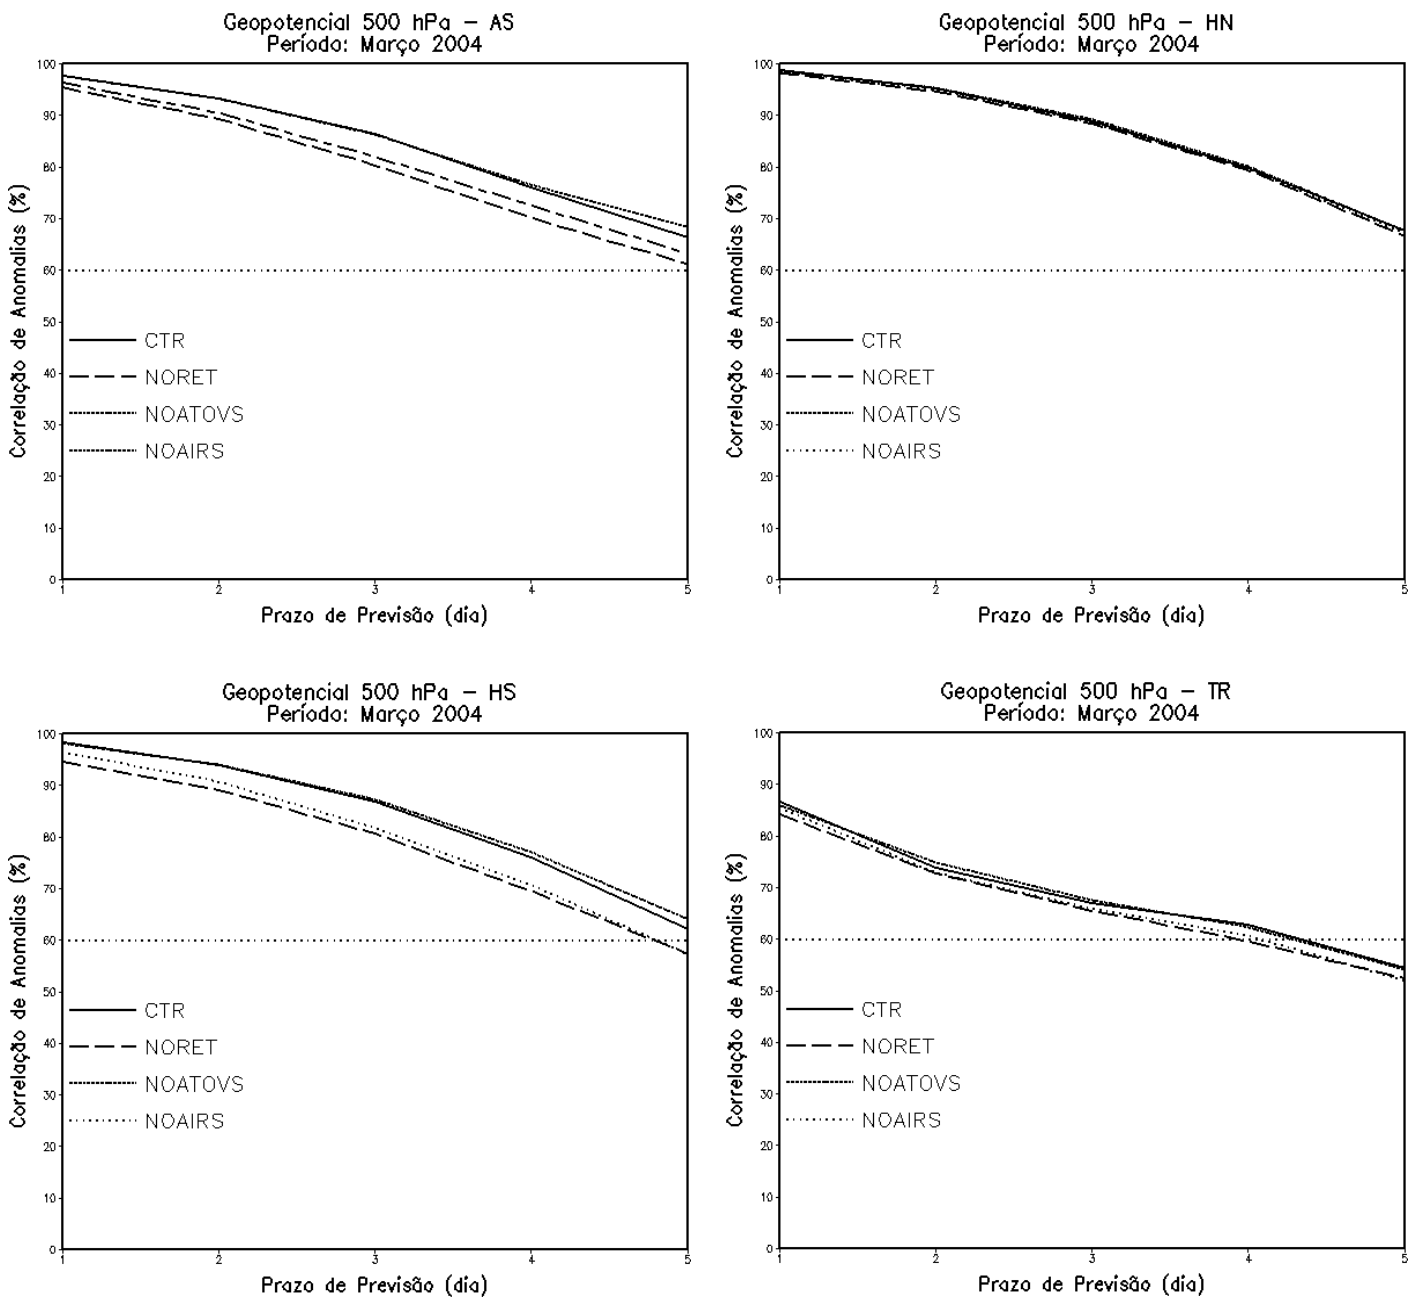 Geopotencial 500 hPa – AS
Período: Março 2004
100
90
80
70
60
50
40
30
20
10
0
Correlação de Anomalias (%)
CTR
NORET
NOATOVS
NOAIRS
1 2 3 4 5
Prazo de Previsão (dia)
Geopotencial 500 hPa – HN
Período: Março 2004
100
90
80
70
60
50
40
30
20
10
0
Correlação de Anomalias (%)
CTR
NORET
NOATOVS
NOAIRS
1 2 3 4 5
Prazo de Previsão (dia)
Geopotencial 500 hPa – HS
Período: Março 2004
100
90
80
70
60
50
40
30
20
10
0
Correlação de Anomalias (%)
CTR
NORET
NOATOVS
NOAIRS
1 2 3 4 5
Prazo de Previsão (dia)
Geopotencial 500 hPa – TR
Período: Março 2004
100
90
80
70
60
50
40
30
20
10
0
Correlação de Anomalias (%)
CTR
NORET
NOATOVS
NOAIRS
1 2 3 4 5
Prazo de Previsão (dia)